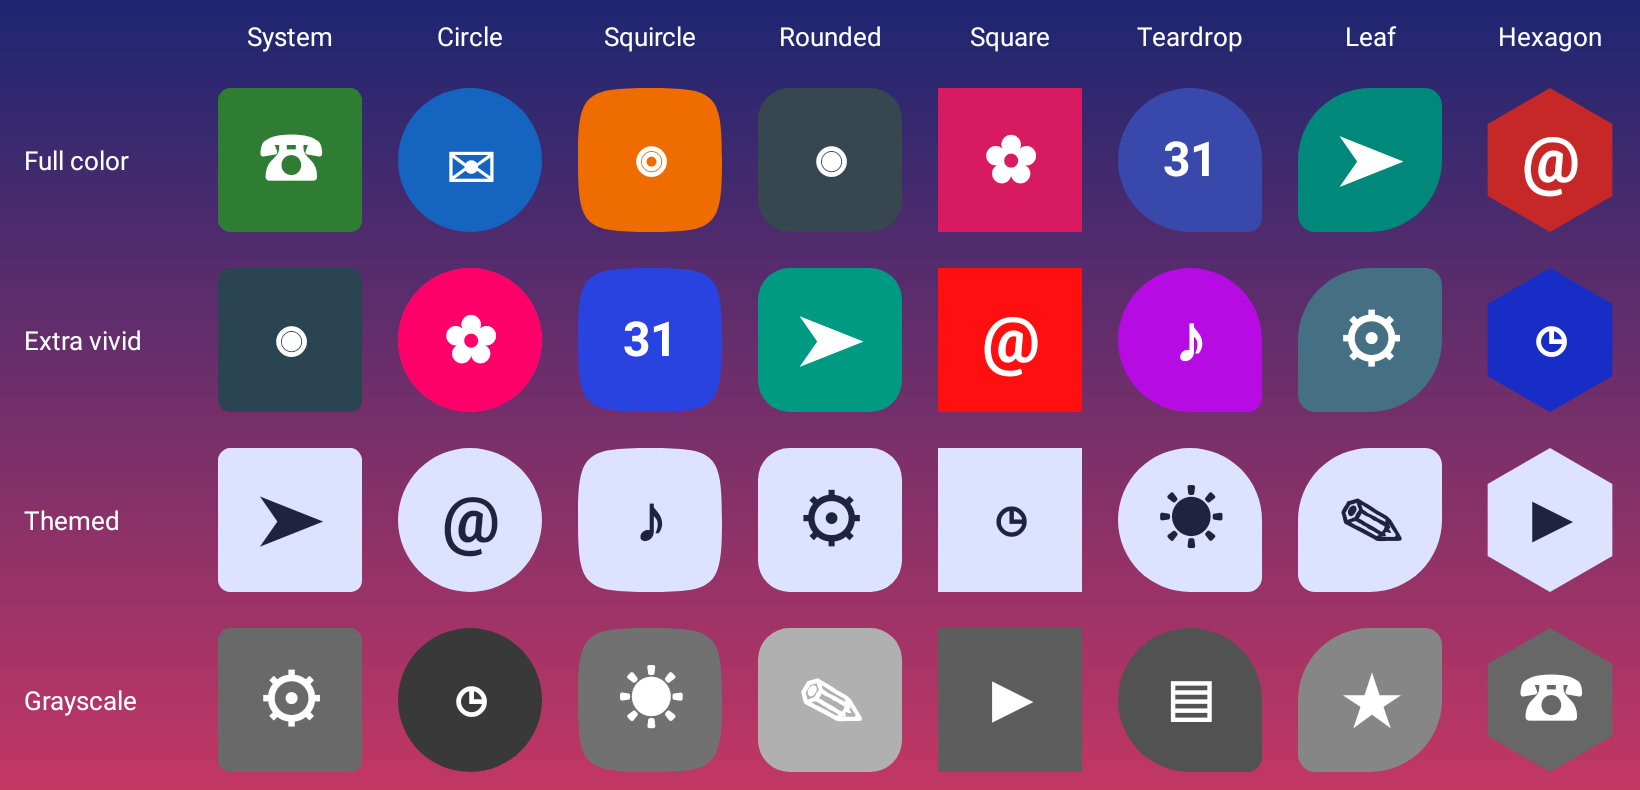 System Circle Squircle Rounded Square Teardrop Leaf Hexagon
Full color 31 @
Extra vivid 31 @
Themed @
Grayscale